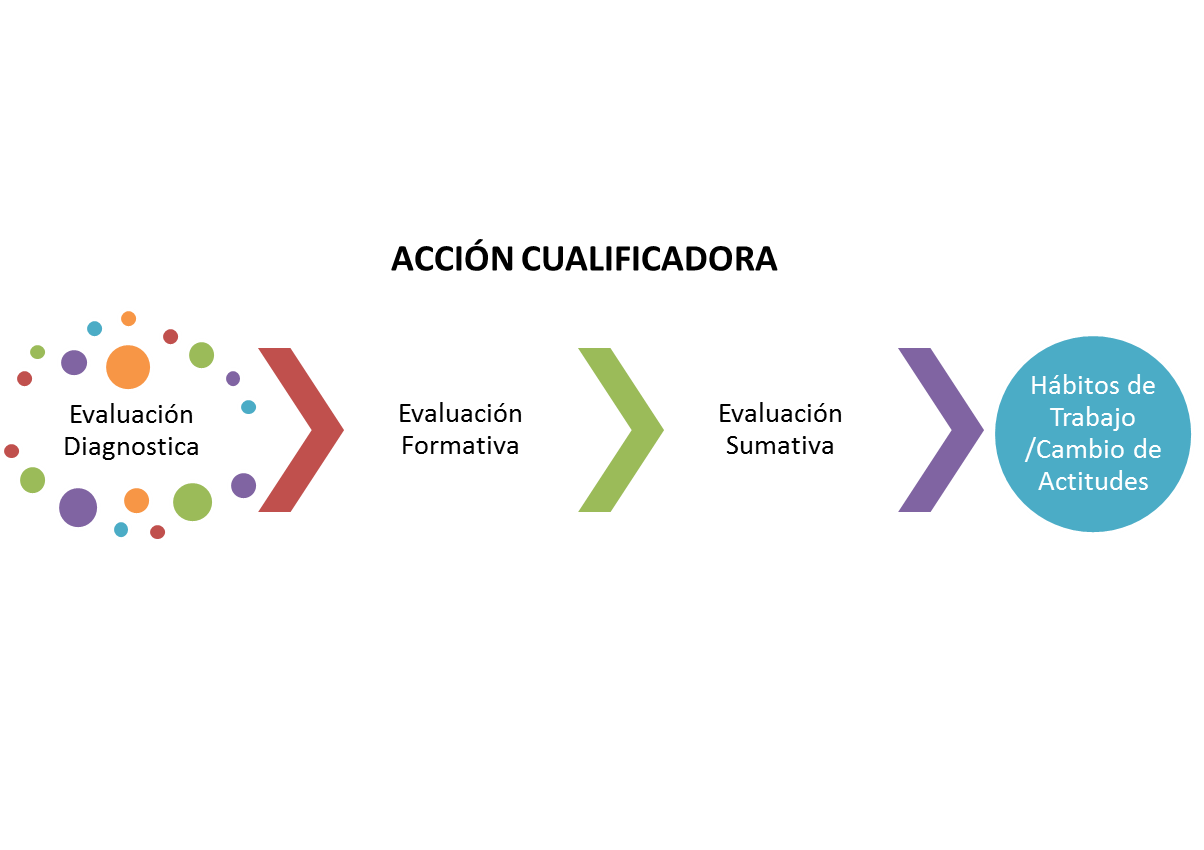 ACCIÓN CUALIFICADORA
Evaluación
Diagnostica
Evaluación
Formativa
Evaluación
Sumativa
Hábitos de
Trabajo
/Cambio de
Actitudes